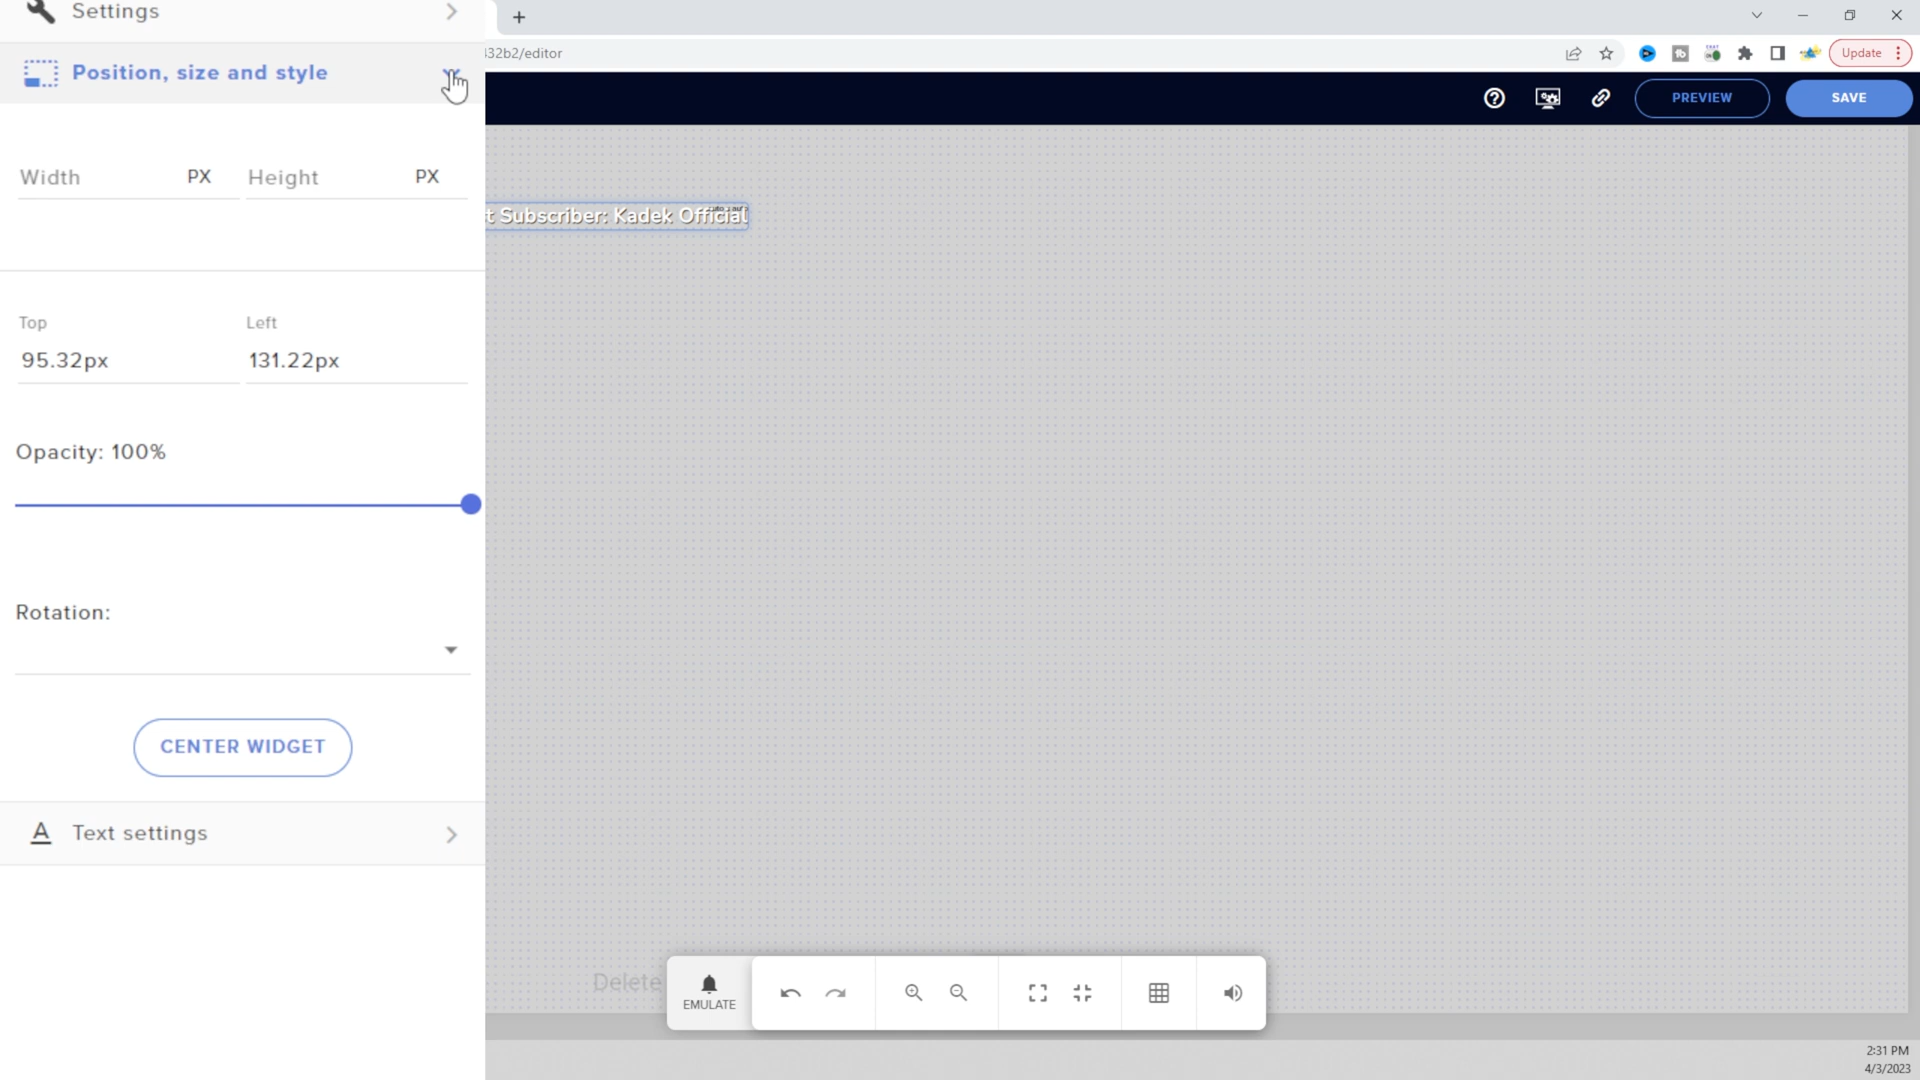 Settings
Position, size and style
Width PX Height PX
Top Left
95.32px 131.22px
Opacity: 100%
Rotation:
CENTER WIDGET
Text settings
432b2/editor
Update
PREVIEW
SAVE
t Subscriber: Kadek Official
Delete
EMULATE
2:31 PM
4/3/2023